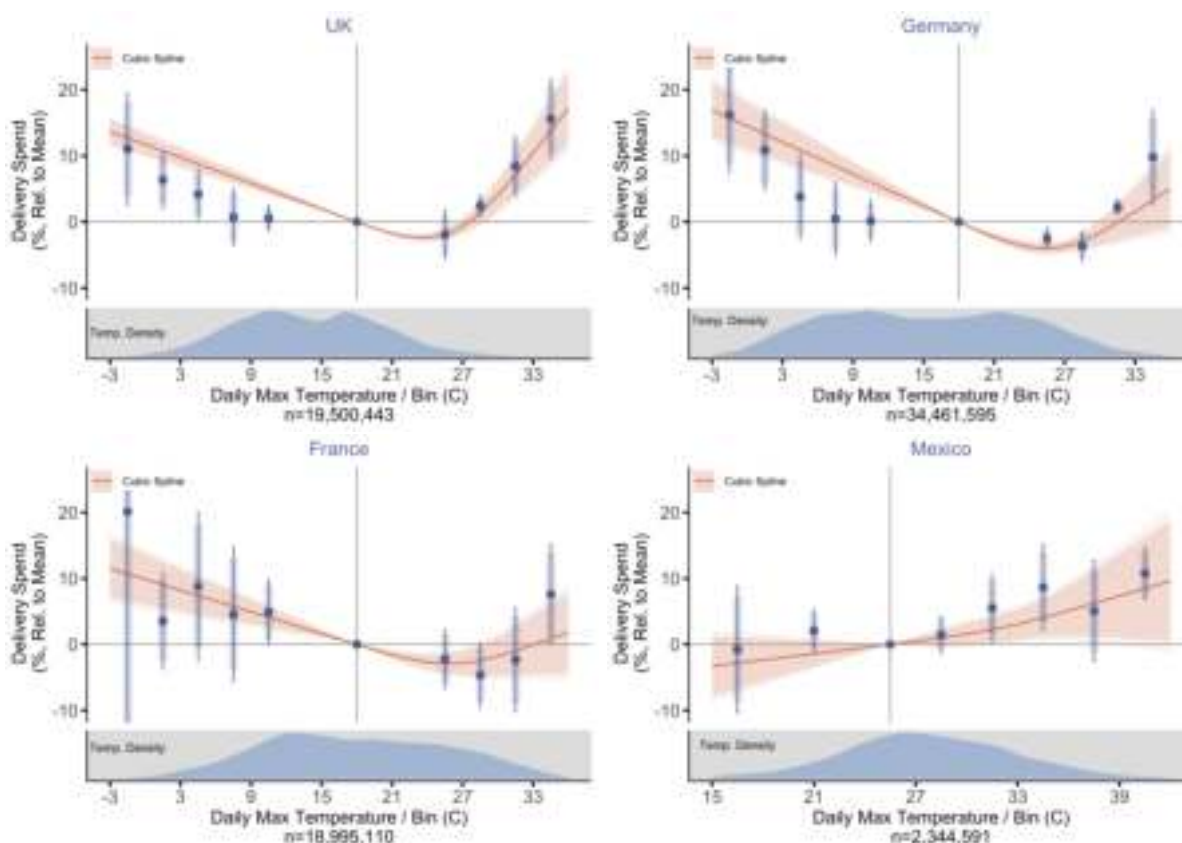 UK
Cubic Spline
Delivery Spend
(%, Rel. to Mean)
20
10
0
-10
Temp. Density
-3 3 9 15 21 27 33
Daily Max Temperature / Bin (C)
n=19,500,443
Germany
Cubic Spline
Delivery Spend
(%, Rel. to Mean)
20
10
0
-10
Temp. Density
-3 3 9 15 21 27 33
Daily Max Temperature / Bin (C)
n=34,461,595
France
Cubic Spline
Delivery Spend
(%, Rel. to Mean)
20
10
0
-10
Temp. Density
-3 3 9 15 21 27 33
Daily Max Temperature / Bin (C)
n=18,995,110
Mexico
Cubic Spline
Delivery Spend
(%, Rel. to Mean)
20
10
0
-10
Temp. Density
15 21 27 33 39
Daily Max Temperature / Bin (C)
n=2,344,591